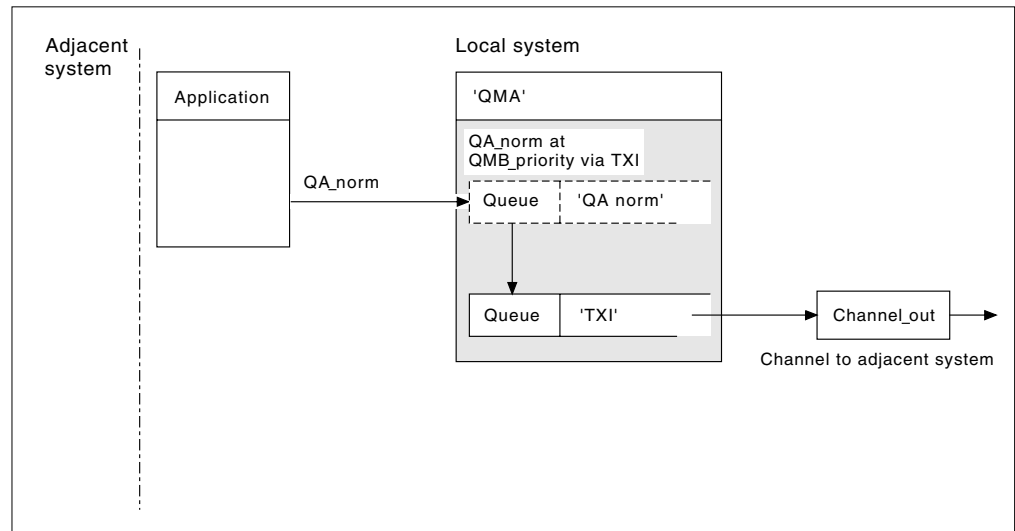 Adjacent
system
Local system
Application
'QMA'
QA_norm at
QMB_priority via TXI
QA_norm
Queue
'QA norm'
Queue
'TXI'
Channel_out
Channel to adjacent system